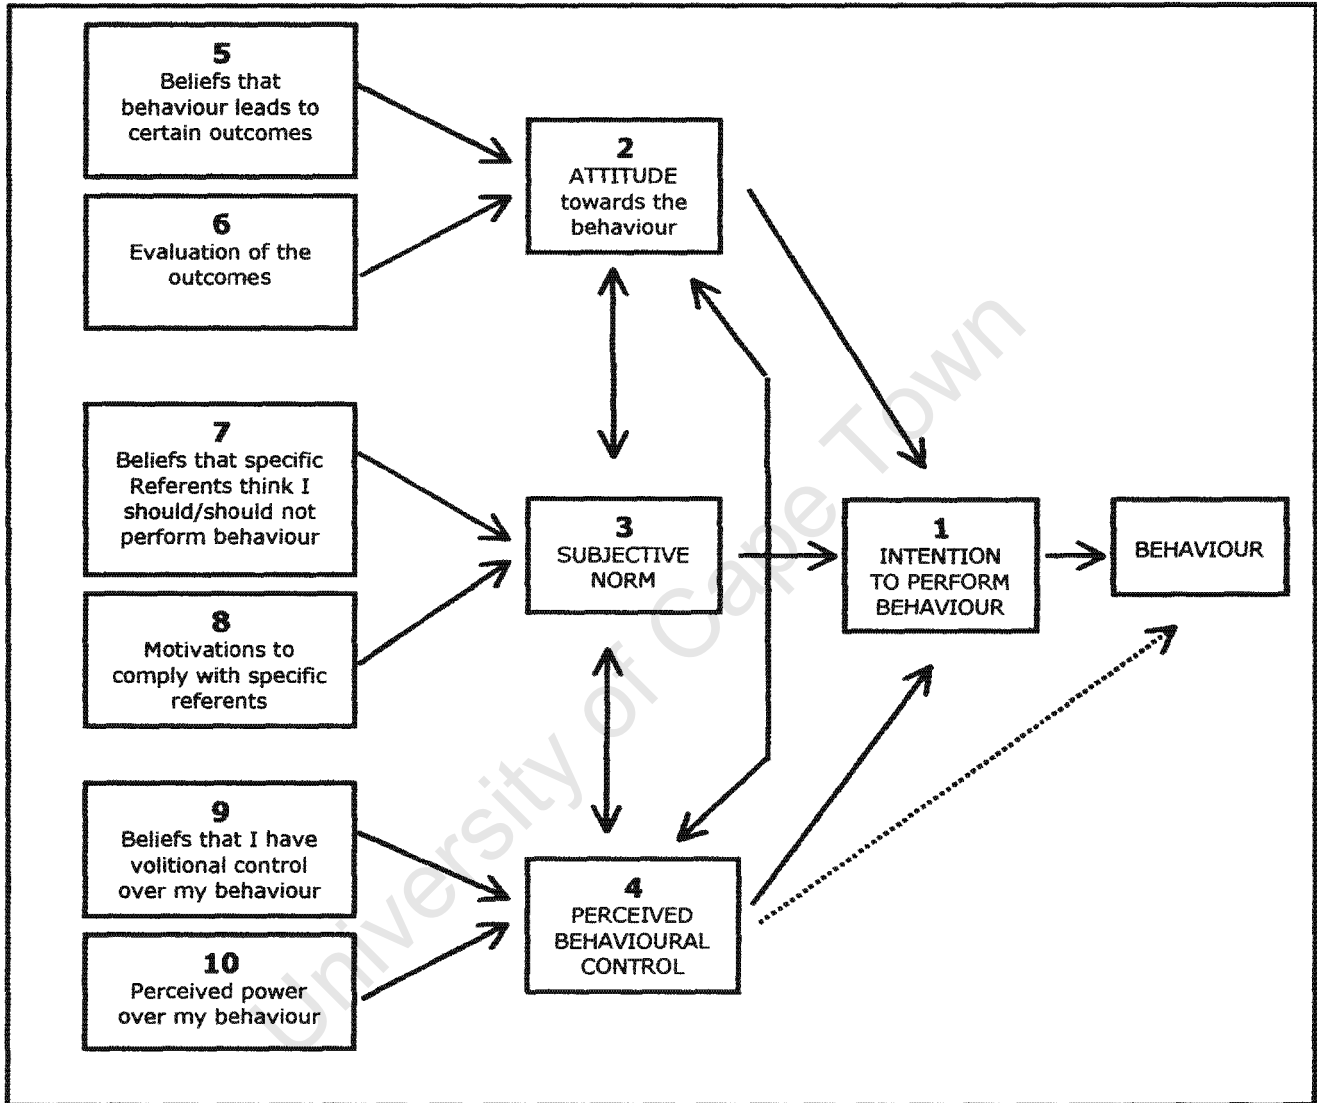 5
Beliefs that
behaviour leads to
certain outcomes
6
Evaluation of the
outcomes
7
Beliefs that specific
Referents think I
should/should not
perform behaviour
8
Motivations to
comply with specific
referents
9
Beliefs that I have
volitional control
over my behaviour
10
Perceived power
over my behaviour
2
ATTITUDE
towards the
behaviour
3
SUBJECTIVE
NORM
4
PERCEIVED
BEHAVIOURAL
CONTROL
1
INTENTION
TO PERFORM
BEHAVIOUR
BEHAVIOUR
University of Cape Town